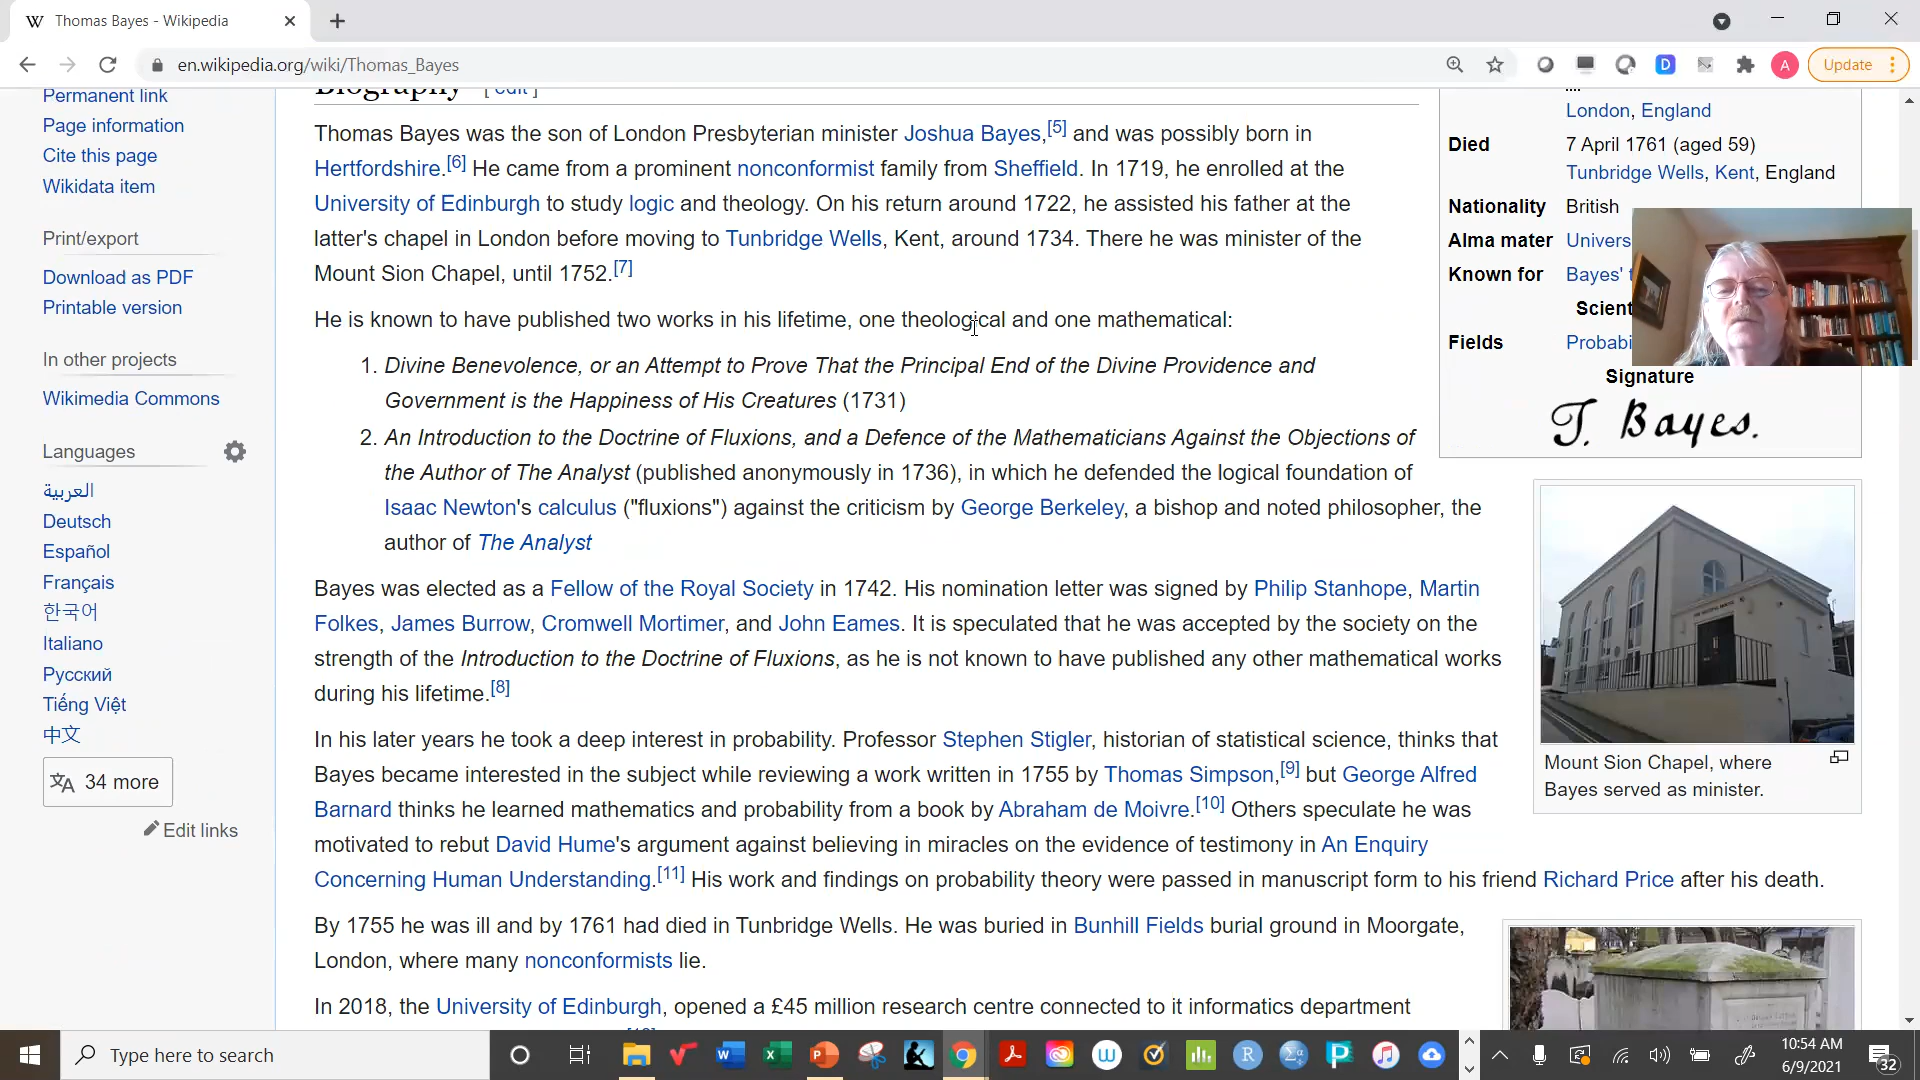 Thomas Bayes - Wikipedia
en.wikipedia.org/wiki/Thomas_Bayes
A
Update
Permanent link
Page information
Cite this page
Wikidata item
Print/export
Download as PDF
Printable version
In other projects
Wikimedia Commons
Languages
العربية
Deutsch
Español
Français
한국어
Italiano
Русский
Tiếng Việt
中文
34 more
Edit links
Biography [ edit ]
Thomas Bayes was the son of London Presbyterian minister Joshua Bayes,[5] and was possibly born in
Hertfordshire.[6] He came from a prominent nonconformist family from Sheffield. In 1719, he enrolled at the
University of Edinburgh to study logic and theology. On his return around 1722, he assisted his father at the
latter's chapel in London before moving to Tunbridge Wells, Kent, around 1734. There he was minister of the
Mount Sion Chapel, until 1752.[7]
He is known to have published two works in his lifetime, one theological and one mathematical:
1. Divine Benevolence, or an Attempt to Prove That the Principal End of the Divine Providence and
Government is the Happiness of His Creatures (1731)
2. An Introduction to the Doctrine of Fluxions, and a Defence of the Mathematicians Against the Objections of
the Author of The Analyst (published anonymously in 1736), in which he defended the logical foundation of
Isaac Newton's calculus ("fluxions") against the criticism by George Berkeley, a bishop and noted philosopher, the
author of The Analyst
Bayes was elected as a Fellow of the Royal Society in 1742. His nomination letter was signed by Philip Stanhope, Martin
Folkes, James Burrow, Cromwell Mortimer, and John Eames. It is speculated that he was accepted by the society on the
strength of the Introduction to the Doctrine of Fluxions, as he is not known to have published any other mathematical works
during his lifetime.[8]
In his later years he took a deep interest in probability. Professor Stephen Stigler, historian of statistical science, thinks that
Bayes became interested in the subject while reviewing a work written in 1755 by Thomas Simpson,[9] but George Alfred
Barnard thinks he learned mathematics and probability from a book by Abraham de Moivre.[10] Others speculate he was
motivated to rebut David Hume's argument against believing in miracles on the evidence of testimony in An Enquiry
Concerning Human Understanding.[11] His work and findings on probability theory were passed in manuscript form to his friend Richard Price after his death.
By 1755 he was ill and by 1761 had died in Tunbridge Wells. He was buried in Bunhill Fields burial ground in Moorgate,
London, where many nonconformists lie.
In 2018, the University of Edinburgh, opened a £45 million research centre connected to it informatics department
London, England
Died 7 April 1761 (aged 59)
Tunbridge Wells, Kent, England
Nationality British
Alma mater Univers
Known for Bayes' t
Scient
Fields Probabi
Signature
T. Bayes.
Mount Sion Chapel, where
Bayes served as minister.
Type here to search
10:54 AM
6/9/2021
32